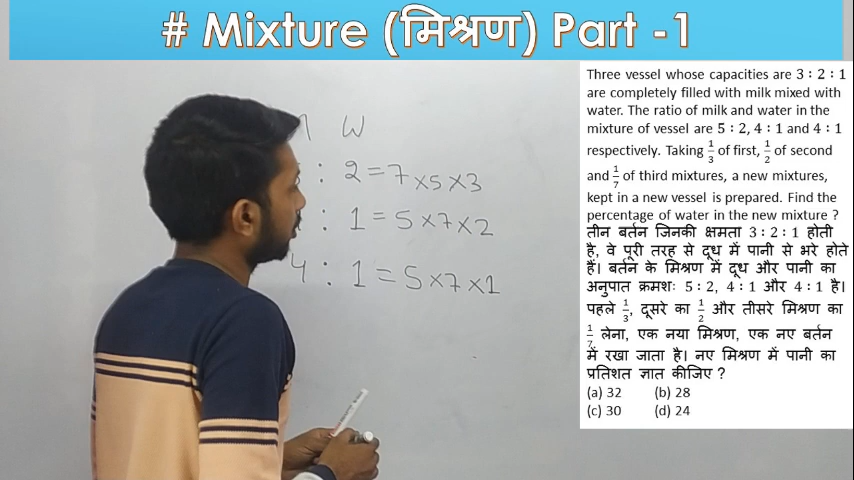 # Mixture (मिश्रण) Part -1
W
: 2 = 7 x 5 x 3
: 1 = 5 x 7 x 2
4 : 1 = 5 x 7 x 1
Three vessel whose capacities are 3 : 2 : 1
are completely filled with milk mixed with
water. The ratio of milk and water in the
mixture of vessel are 5 : 2, 4 : 1 and 4 : 1
respectively. Taking 1/3 of first, 1/2 of second
and 1/7 of third mixtures, a new mixtures,
kept in a new vessel is prepared. Find the
percentage of water in the new mixture ?
तीन बर्तन जिनकी क्षमता 3 : 2 : 1 होती
है, वे पूरी तरह से दूध में पानी से भरे होते
हैं। बर्तन के मिश्रण में दूध और पानी का
अनुपात क्रमशः 5 : 2, 4 : 1 और 4 : 1 है।
पहले 1/3, दूसरे का 1/2 और तीसरे मिश्रण का
1/7 लेना, एक नया मिश्रण, एक नए बर्तन
में रखा जाता है। नए मिश्रण में पानी का
प्रतिशत ज्ञात कीजिए ?
(a) 32 (b) 28
(c) 30 (d) 24